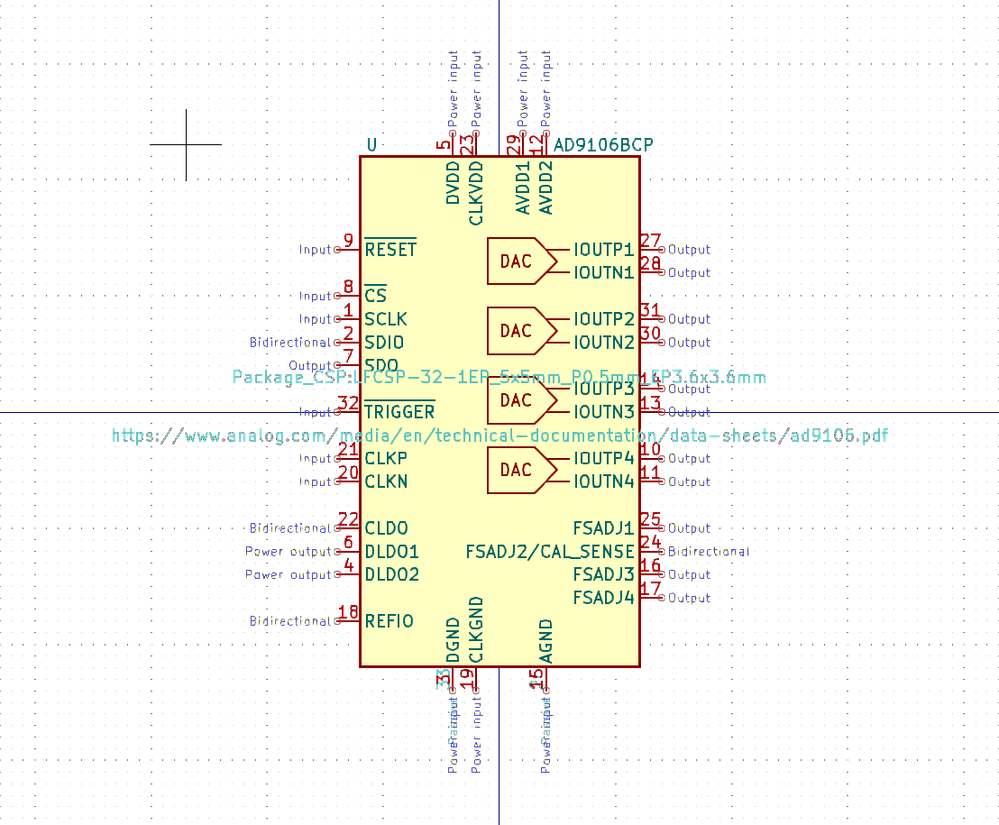 Power input
Power input
Power input
Power input
5
23
29
12
U
AD9106BCP
DVDD
CLKVDD
AVDD1
AVDD2
Input 9 RESET DAC IOUTP1 27 Output
IOUTN1 28 Output
Input 8 CS
Input 1 SCLK DAC IOUTP2 31 Output
Bidirectional 2 SDIO IOUTN2 30 Output
Output 7 SDO
Package_CSP:LFCSP-32-1EP_5x5mm_P0.5mm_EP3.6x3.6mm
DAC IOUTP3 14 Output
Input 32 TRIGGER IOUTN3 13 Output
https://www.analog.com/media/en/technical-documentation/data-sheets/ad9106.pdf
Input 21 CLKP DAC IOUTP4 10 Output
Input 20 CLKN IOUTN4 11 Output
Bidirectional 22 CLDO FSADJ1 25 Output
Power output 6 DLDO1 FSADJ2/CAL_SENSE 24 Bidirectional
Power output 4 DLDO2 FSADJ3 16 Output
FSADJ4 17 Output
Bidirectional 18 REFIO
DGND
CLKGND
AGND
3
19
15
Power input
Power input
Power input